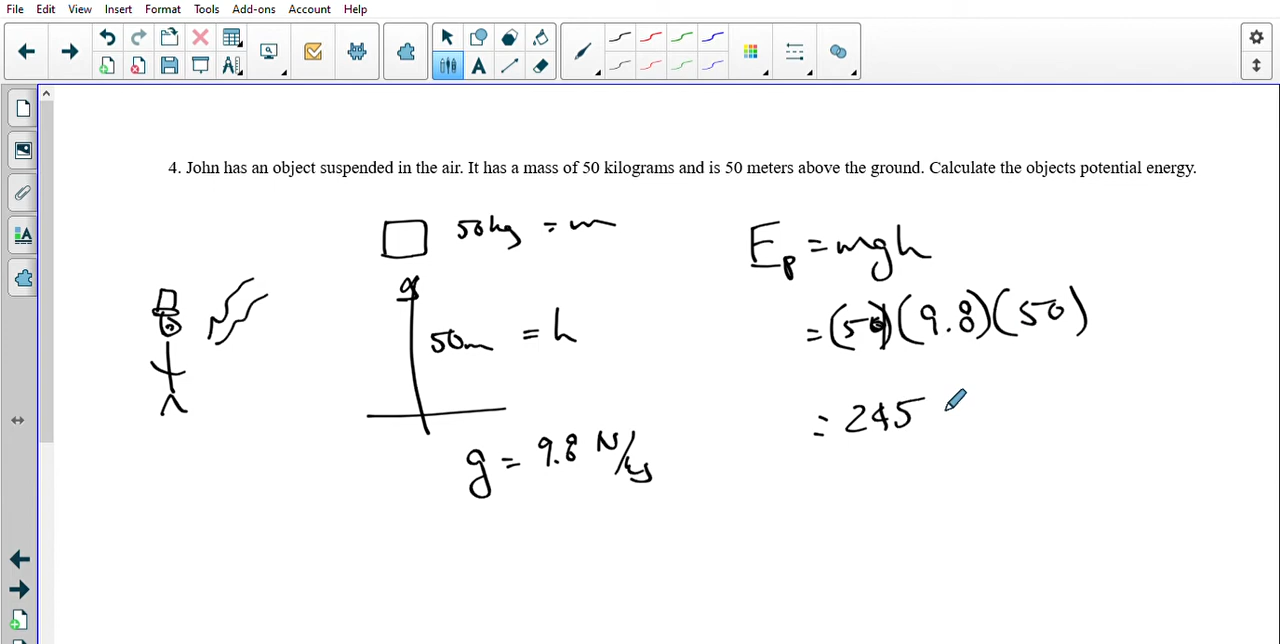 File Edit View Insert Format Tools Add-ons Account Help
4. John has an object suspended in the air. It has a mass of 50 kilograms and is 50 meters above the ground. Calculate the objects potential energy.
50kg = m
Ep = mgh
50m = h
= (50)(9.8)(50)
= 245
g = 9.8 N/kg